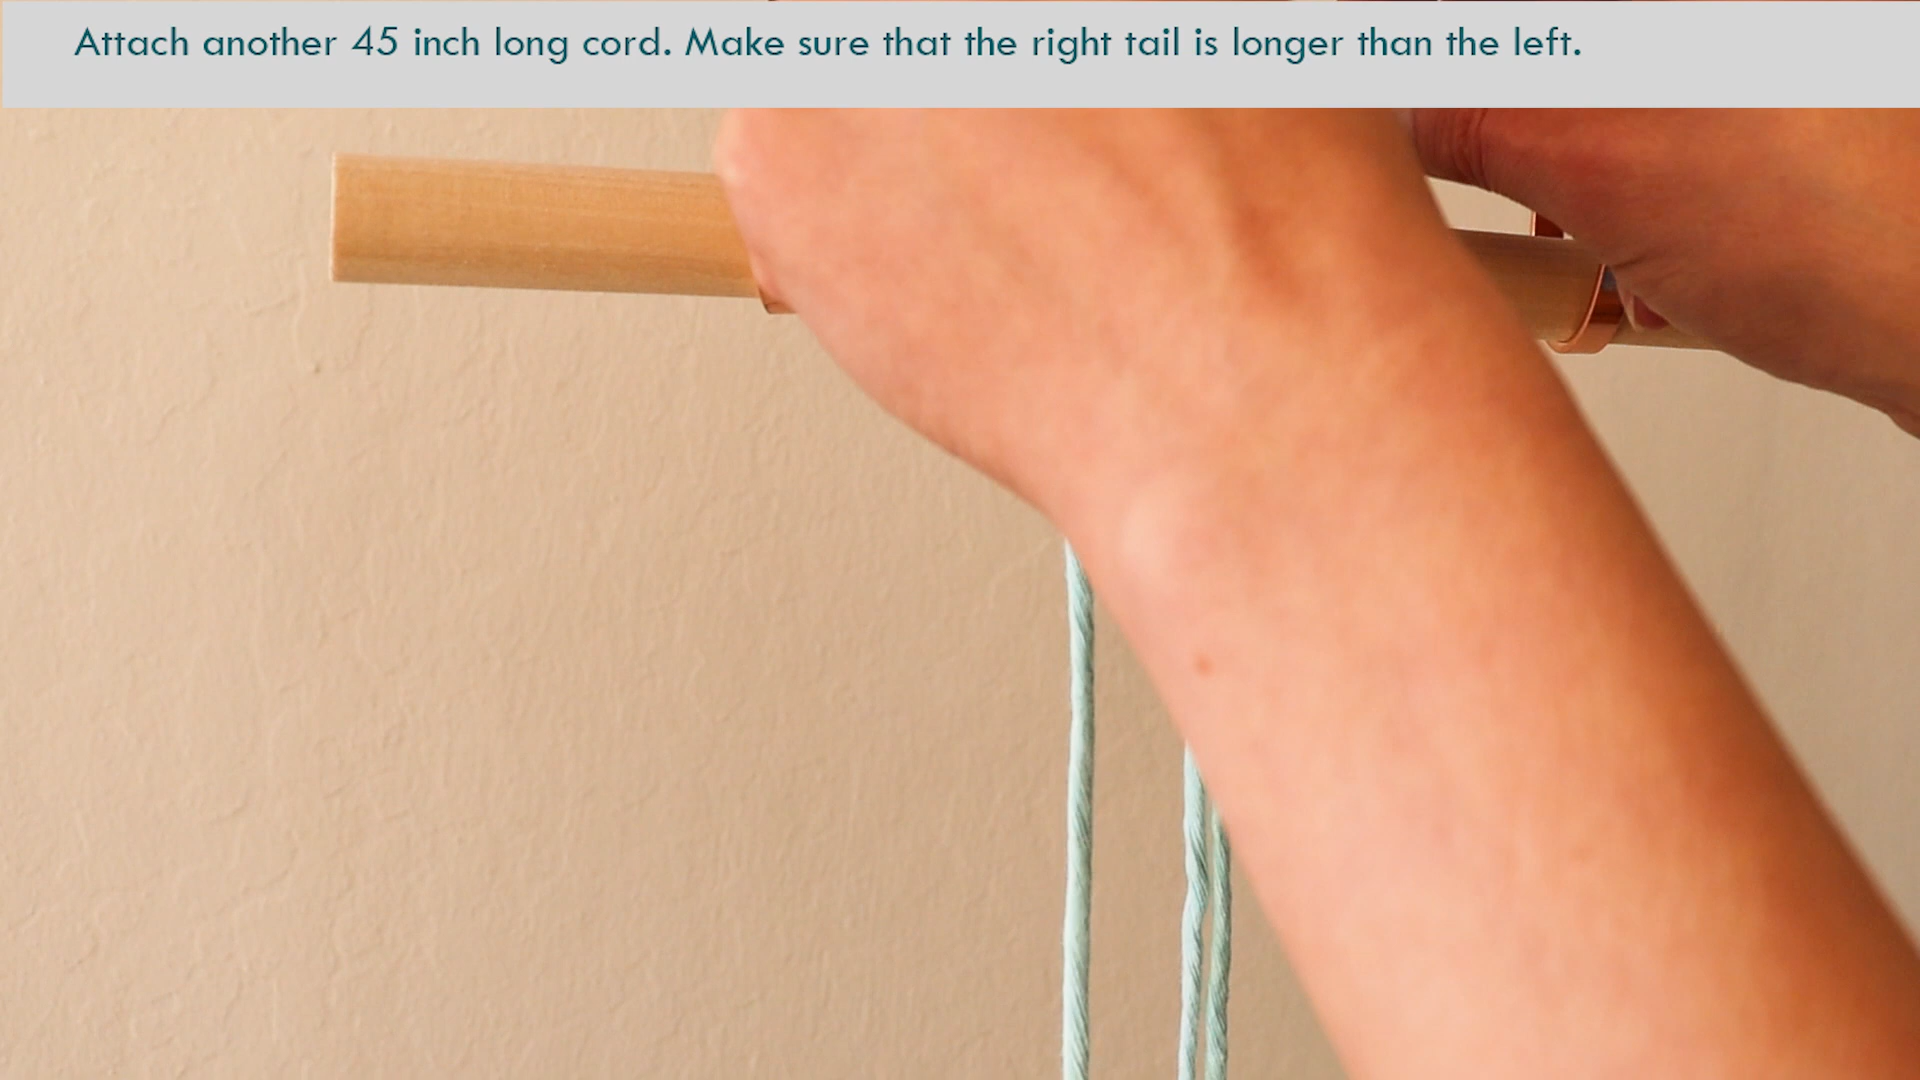 Attach another 45 inch long cord. Make sure that the right tail is longer than the left.